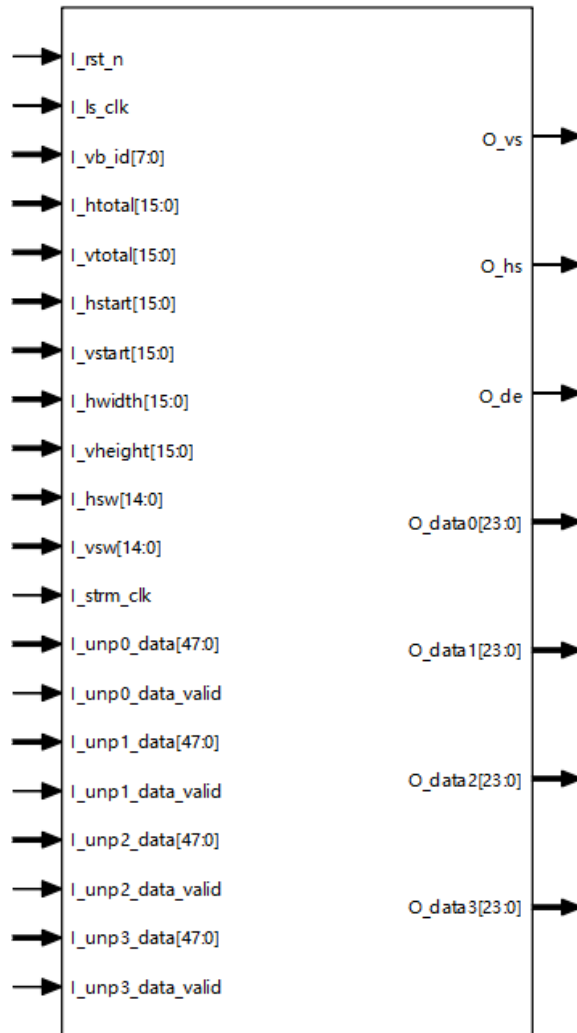 I_rst_n
I_ls_clk
I_vb_id[7:0]
I_htotal[15:0]
I_vtotal[15:0]
I_hstart[15:0]
I_vstart[15:0]
I_hwidth[15:0]
I_vheight[15:0]
I_hsw[14:0]
I_vsw[14:0]
I_strm_clk
I_unp0_data[47:0]
I_unp0_data_valid
I_unp1_data[47:0]
I_unp1_data_valid
I_unp2_data[47:0]
I_unp2_data_valid
I_unp3_data[47:0]
I_unp3_data_valid
O_vs
O_hs
O_de
O_data0[23:0]
O_data1[23:0]
O_data2[23:0]
O_data3[23:0]